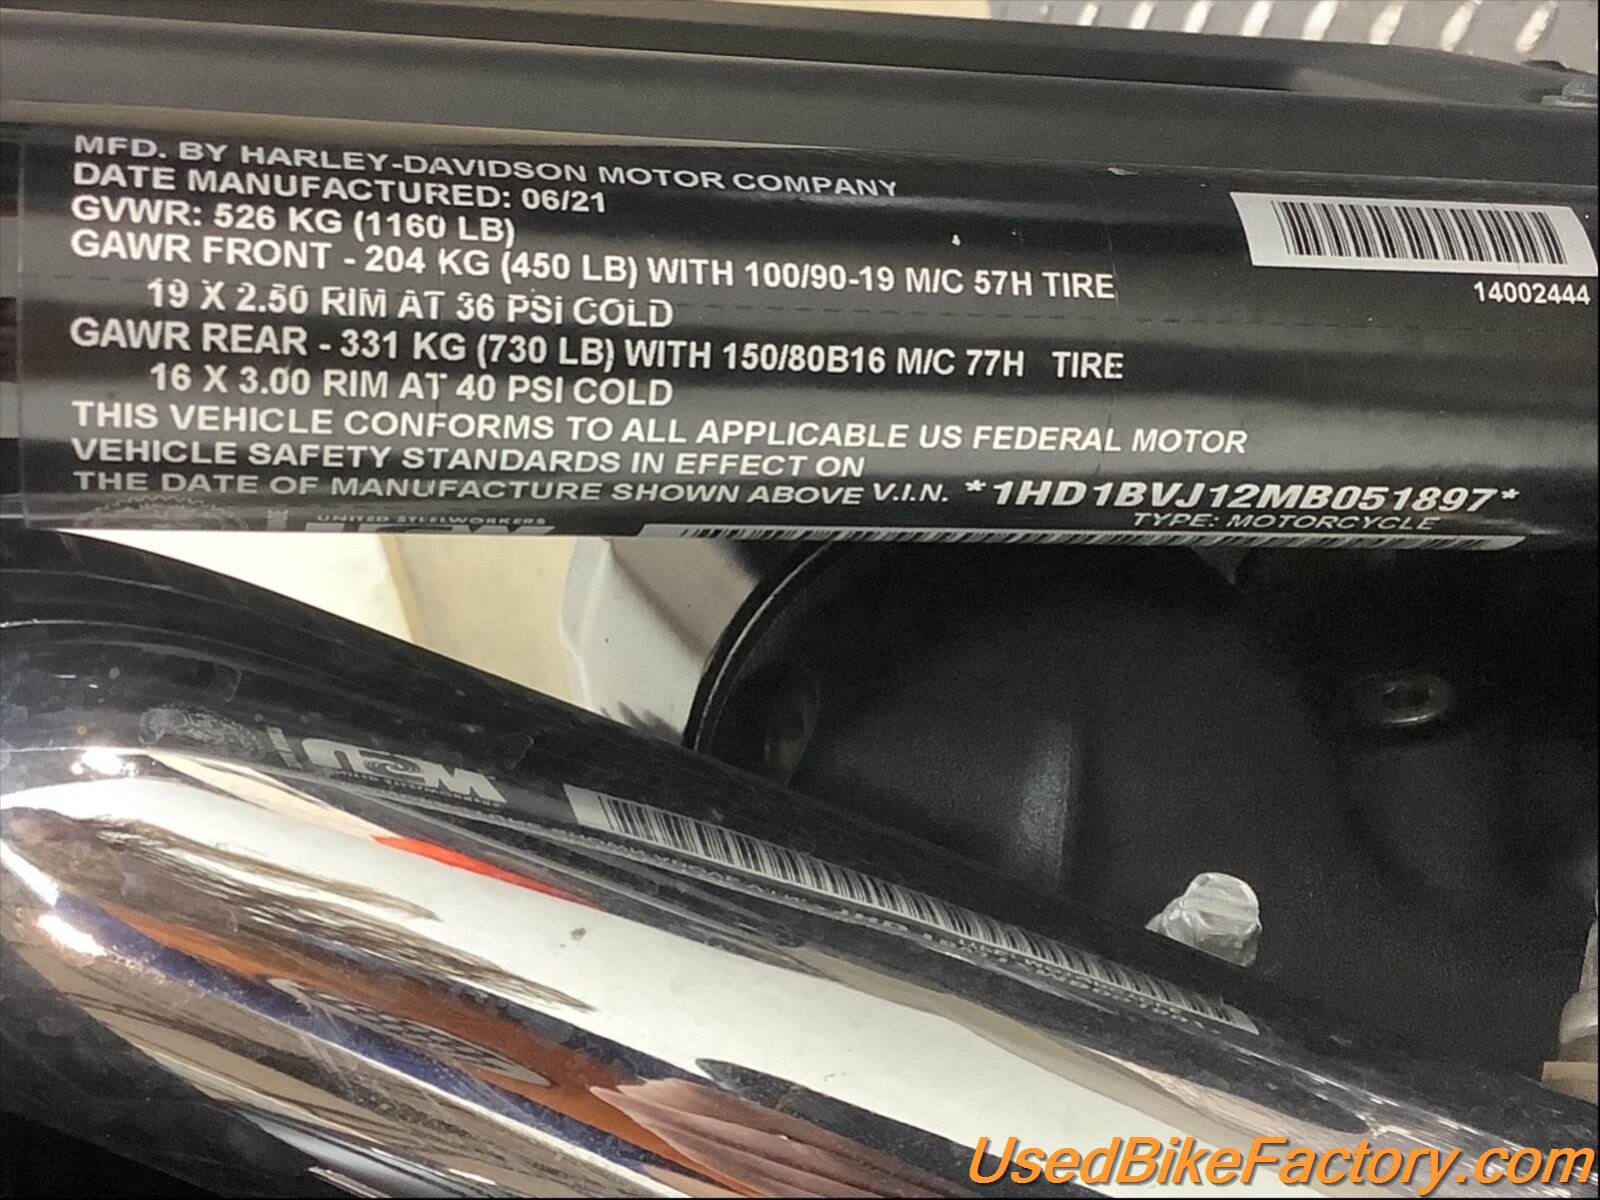 MFD. BY HARLEY-DAVIDSON MOTOR COMPANY
DATE MANUFACTURED: 06/21
GVWR: 526 KG (1160 LB)
GAWR FRONT - 204 KG (450 LB) WITH 100/90-19 M/C 57H TIRE
19 X 2.50 RIM AT 36 PSI COLD
GAWR REAR - 331 KG (730 LB) WITH 150/80B16 M/C 77H TIRE
16 X 3.00 RIM AT 40 PSI COLD
THIS VEHICLE CONFORMS TO ALL APPLICABLE US FEDERAL MOTOR
VEHICLE SAFETY STANDARDS IN EFFECT ON
THE DATE OF MANUFACTURE SHOWN ABOVE V.I.N. *1HD1BVJ12MB051897*
TYPE: MOTORCYCLE
UNITED STEELWORKERS
14002444
UsedBikeFactory.com